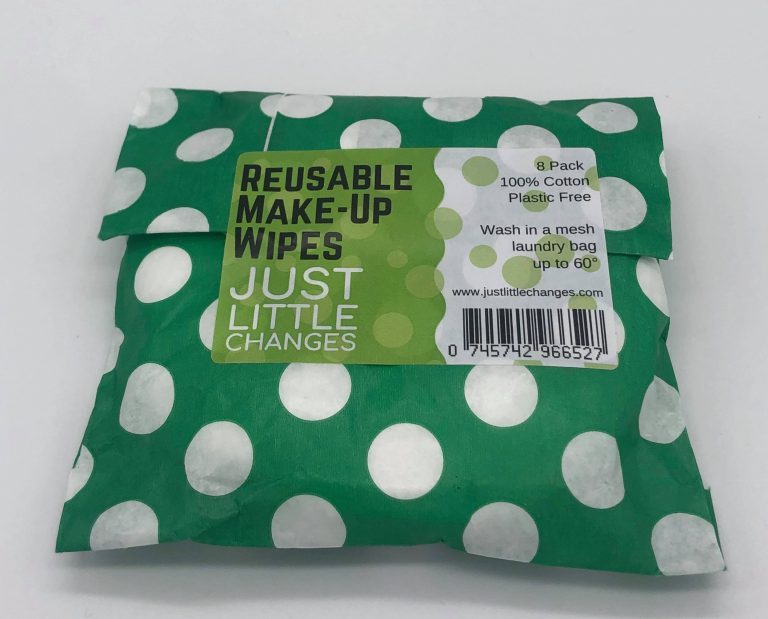 REUSABLE
MAKE-UP
WIPES
JUST
LITTLE
CHANGES
8 Pack
100% Cotton
Plastic Free
Wash in a mesh
laundry bag
up to 60°
www.justlittlechanges.com
0 745742 966527